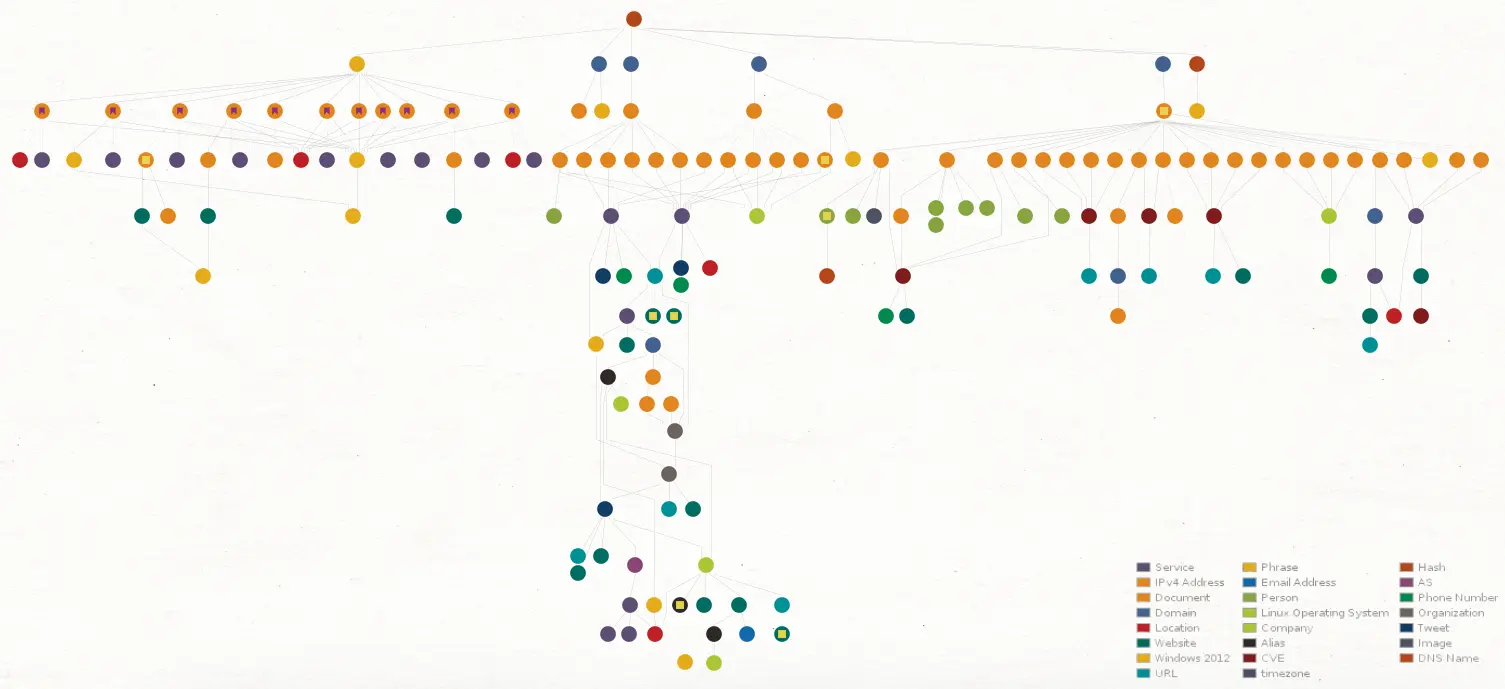 Service
IPv4 Address
Document
Domain
Location
Website
Windows 2012
URL
Phrase
Email Address
Person
Linux Operating System
Company
Alias
CVE
timezone
Hash
AS
Phone Number
Organization
Tweet
Image
DNS Name